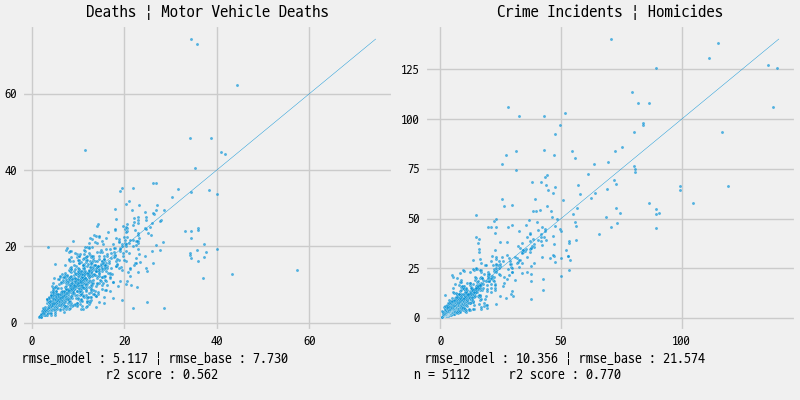 Deaths ¦ Motor Vehicle Deaths
60
40
20
0
0 20 40 60
rmse_model : 5.117 ¦ rmse_base : 7.730
r2 score : 0.562
Crime Incidents ¦ Homicides
125
100
75
50
25
0
0 50 100
rmse_model : 10.356 ¦ rmse_base : 21.574
n = 5112 r2 score : 0.770